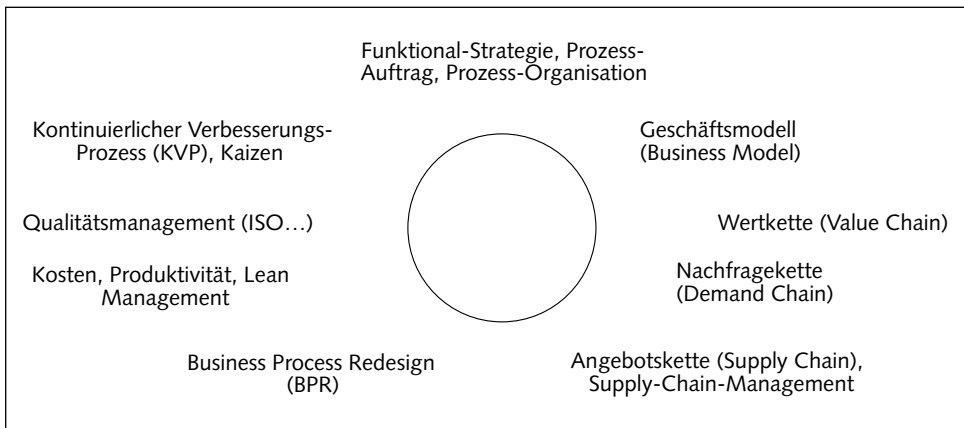 Funktional-Strategie, Prozess-
Auftrag, Prozess-Organisation
Kontinuierlicher Verbesserungs-
Prozess (KVP), Kaizen
Geschäftsmodell
(Business Model)
Qualitätsmanagement (ISO…)
Wertkette (Value Chain)
Kosten, Produktivität, Lean
Management
Nachfragekette
(Demand Chain)
Business Process Redesign
(BPR)
Angebotskette (Supply Chain),
Supply-Chain-Management